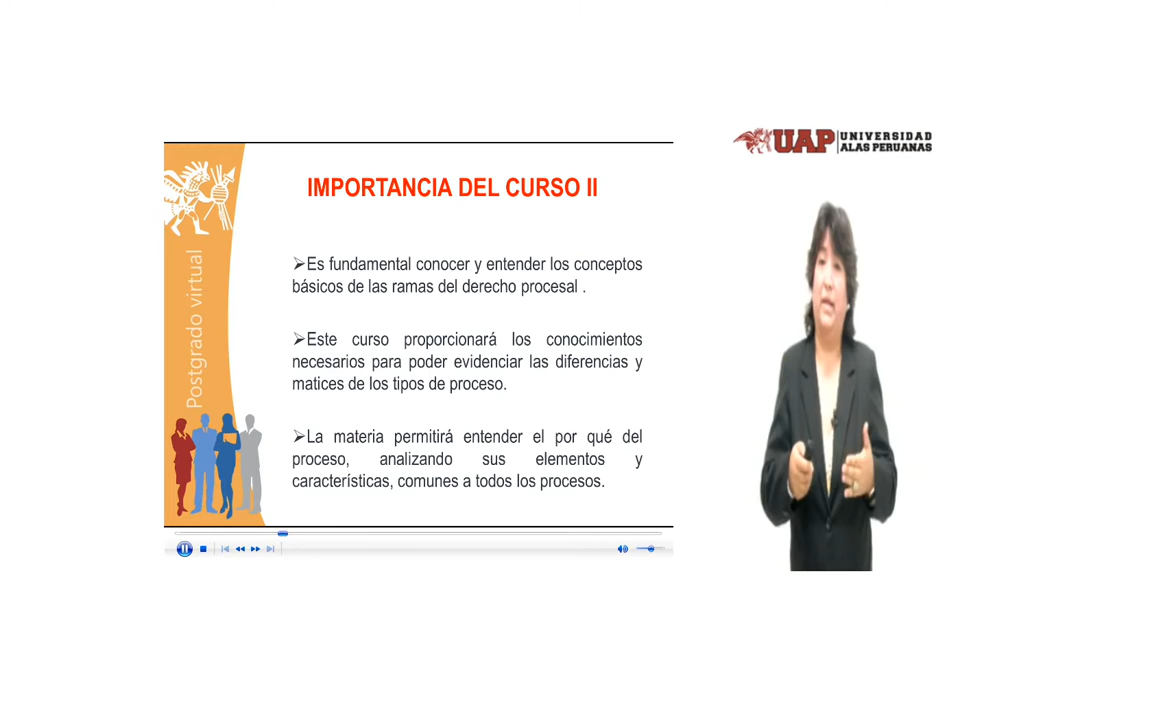 UAP UNIVERSIDAD
ALAS PERUANAS
IMPORTANCIA DEL CURSO II
➢Es fundamental conocer y entender los conceptos
básicos de las ramas del derecho procesal .
➢Este curso proporcionará los conocimientos
necesarios para poder evidenciar las diferencias y
matices de los tipos de proceso.
➢La materia permitirá entender el por qué del
proceso, analizando sus elementos y
características, comunes a todos los procesos.
Postgrado virtual